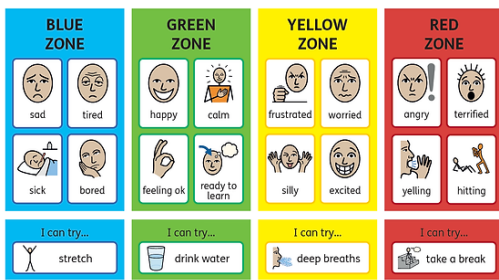 BLUE
ZONE
sad
tired
sick
bored
I can try...
stretch
GREEN
ZONE
happy
calm
feeling ok
ready to
learn
I can try...
drink water
YELLOW
ZONE
frustrated
worried
silly
excited
I can try...
deep breaths
RED
ZONE
angry
terrified
yelling
hitting
I can try...
take a break